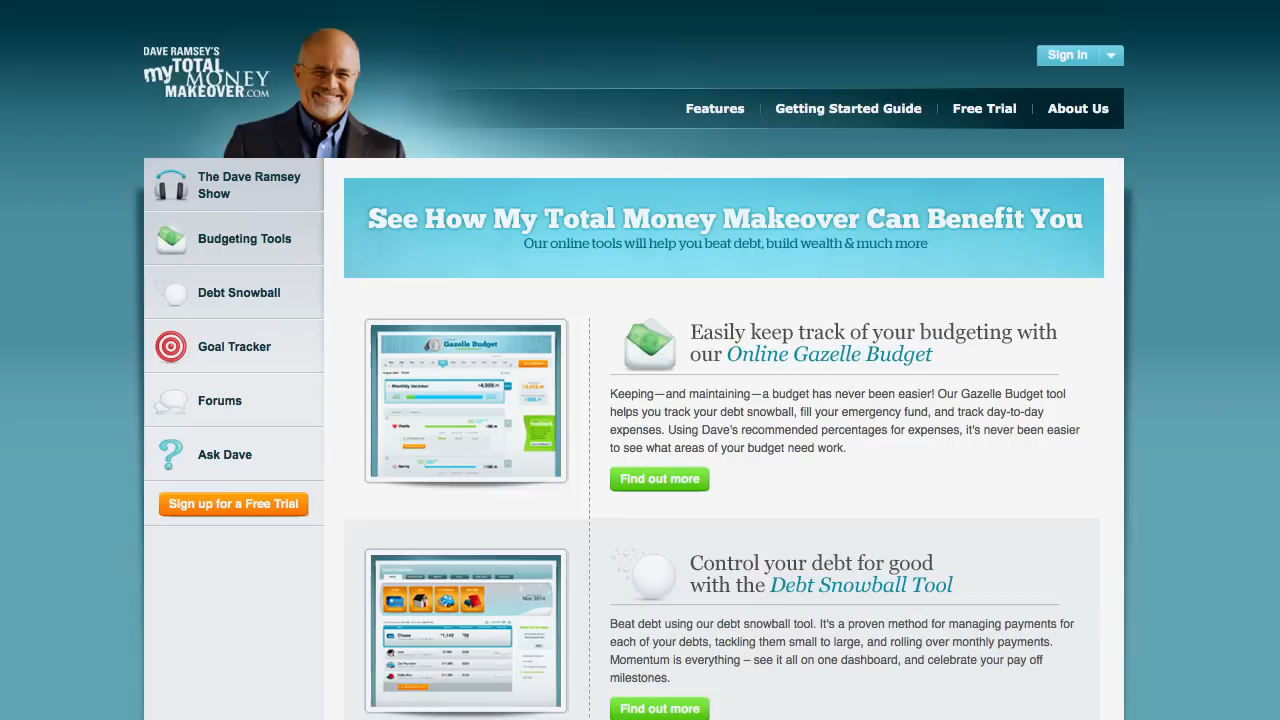 DAVE RAMSEY'S
my TOTAL
MONEY
MAKEOVER.COM
Sign In
Features
Getting Started Guide
Free Trial
About Us
The Dave Ramsey
Show
Budgeting Tools
Debt Snowball
Goal Tracker
Forums
Ask Dave
Sign up for a Free Trial
See How My Total Money Makeover Can Benefit You
Our online tools will help you beat debt, build wealth & much more
Gazelle Budget
Easily keep track of your budgeting with
our Online Gazelle Budget
Keeping—and maintaining—a budget has never been easier! Our Gazelle Budget tool
helps you track your debt snowball, fill your emergency fund, and track day-to-day
expenses. Using Dave's recommended percentages for expenses, it's never been easier
to see what areas of your budget need work.
Find out more
Control your debt for good
with the Debt Snowball Tool
Beat debt using our debt snowball tool. It's a proven method for managing payments for
each of your debts, tackling them small to large, and rolling over monthly payments.
Momentum is everything – see it all on one dashboard, and celebrate your pay off
milestones.
Find out more